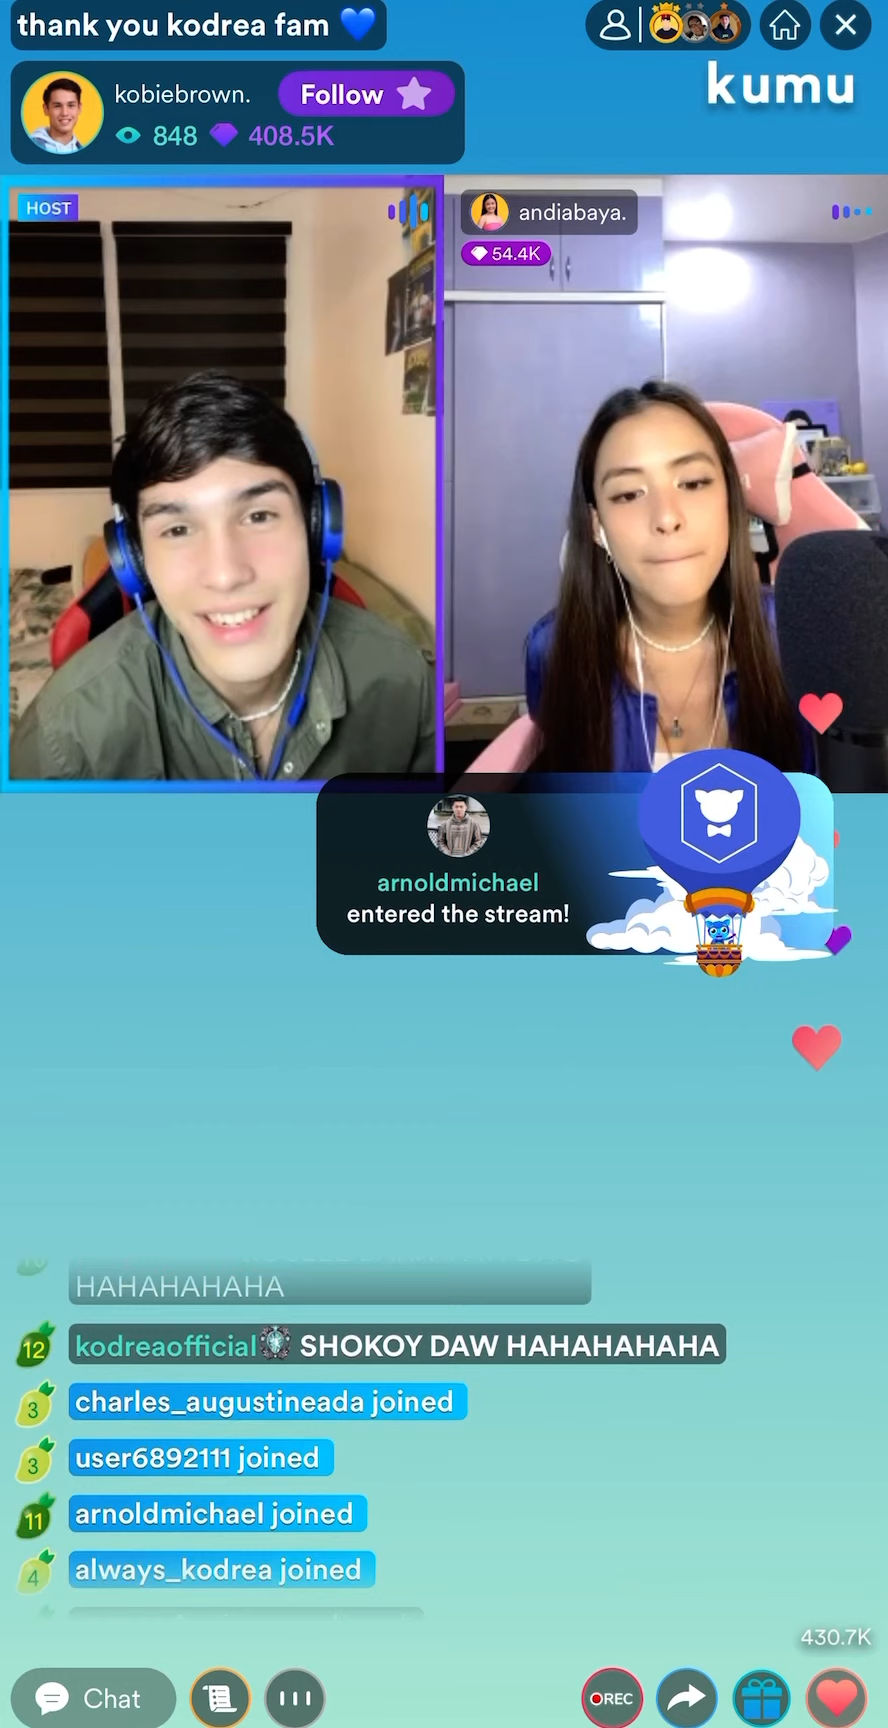 thank you kodrea fam 💙
kobiebrown.
Follow
848
408.5K
kumu
HOST
andiabaya.
54.4K
arnoldmichael
entered the stream!
HAHAHAHAHA
12 kodreaofficial SHOKOY DAW HAHAHAHAHA
3 charles_augustineada joined
3 user6892111 joined
11 arnoldmichael joined
4 always_kodrea joined
430.7K
Chat
REC